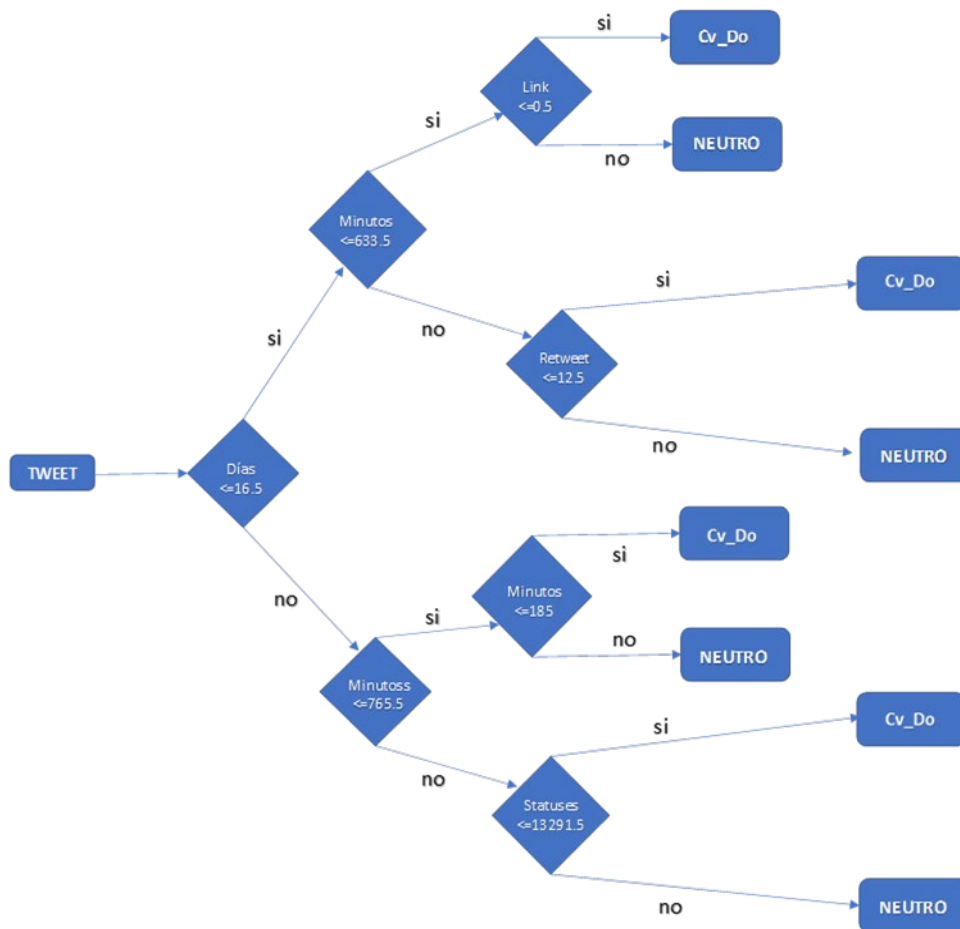 si
Cv_Do
Link
<=0.5
si
no
NEUTRO
Minutos
<=633.5
si
no
si
Cv_Do
Retweet
<=12.5
no
NEUTRO
TWEET
Días
<=16.5
no
si
Minutos
<=185
si
Cv_Do
no
NEUTRO
Minutoss
<=765.5
no
si
Cv_Do
Statuses
<=13291.5
no
NEUTRO